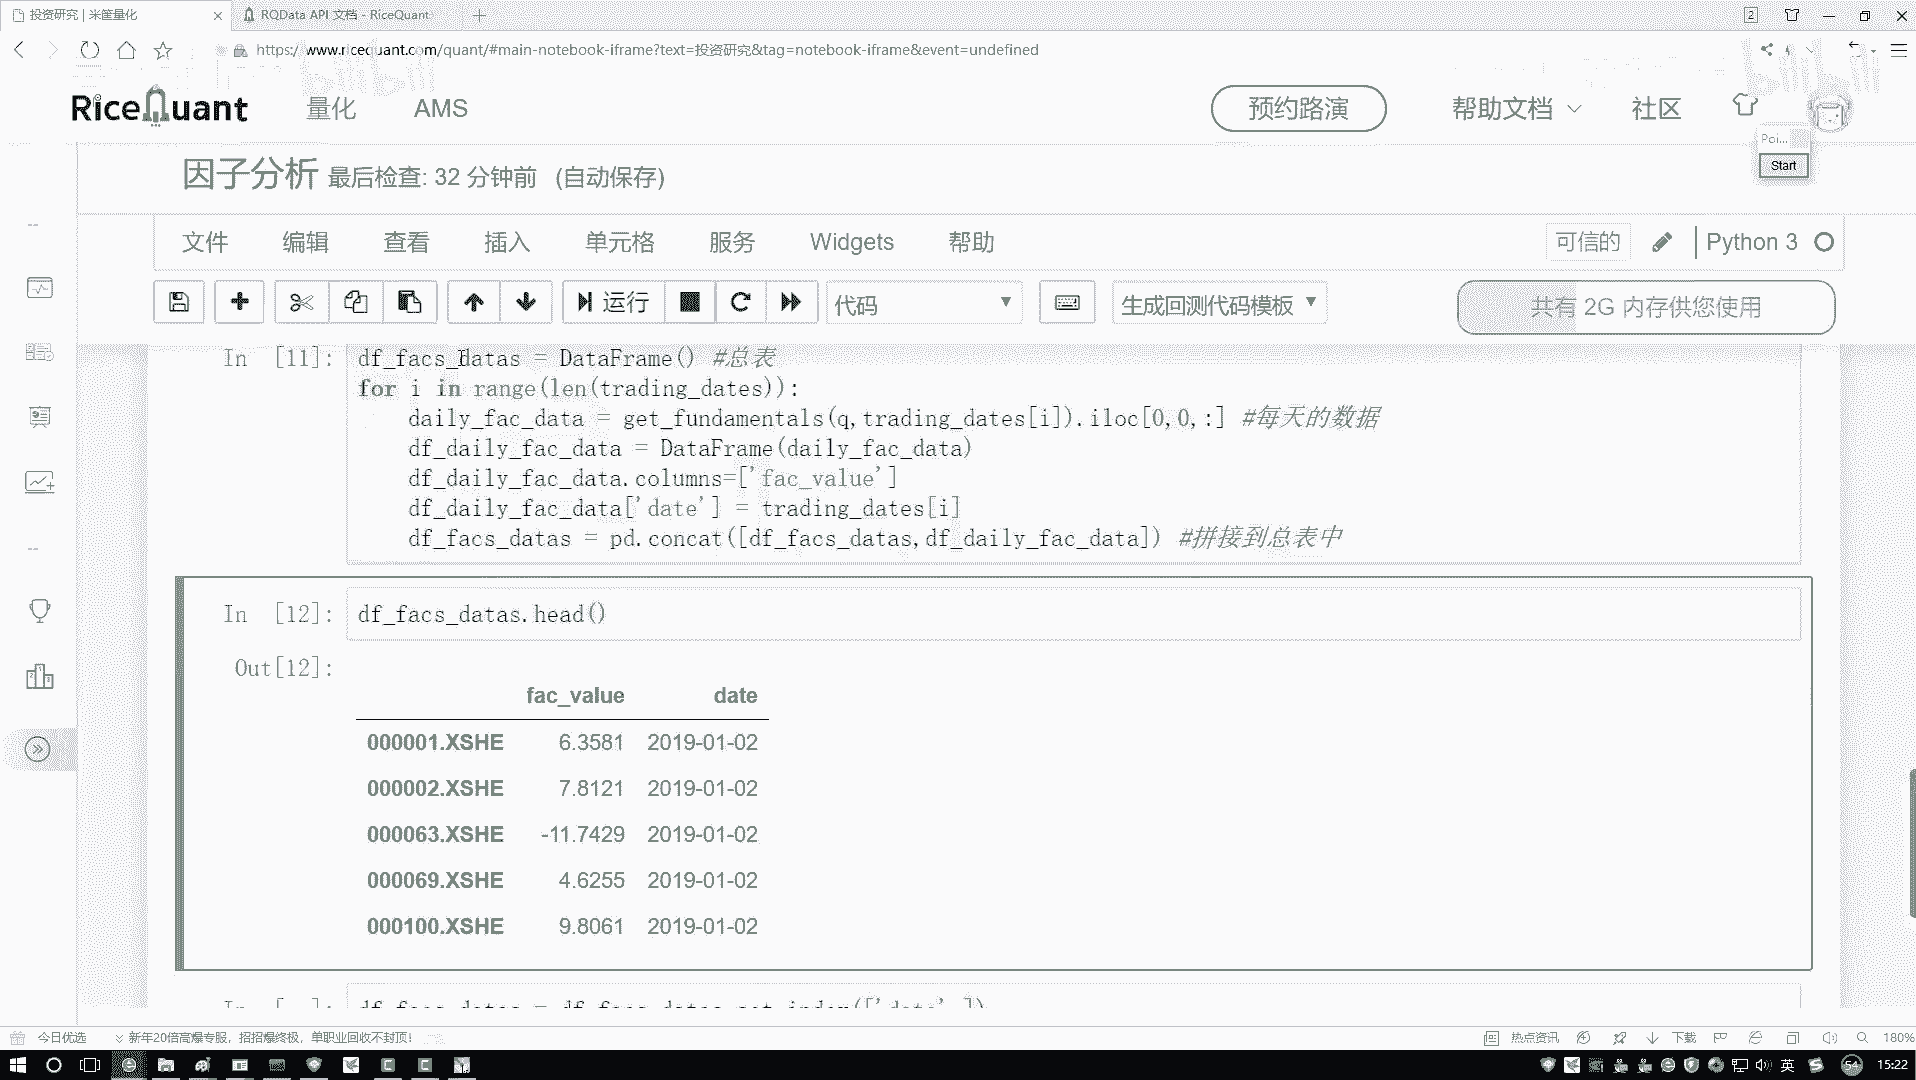 投资研究 | 米筐量化
RQData API 文档 - RiceQuant
2
https://www.ricequant.com/quant/#main-notebook-iframe?text=投资研究&tag=notebook-iframe&event=undefined
bilibili
RiceQuant 量化 AMS 预约路演 帮助文档 社区
Poi...
Start
因子分析 最后检查: 32 分钟前 (自动保存)
文件 编辑 查看 插入 单元格 服务 Widgets 帮助 可信的 Python 3
运行 代码 生成回测代码模板 共有 2G 内存供您使用
In [11]: df_facs_datas = DataFrame() #总表
for i in range(len(trading_dates)):
    daily_fac_data = get_fundamentals(q,trading_dates[i]).iloc[0,0,:] #每天的数据
    df_daily_fac_data = DataFrame(daily_fac_data)
    df_daily_fac_data.columns=['fac_value']
    df_daily_fac_data['date'] = trading_dates[i]
    df_facs_datas = pd.concat([df_facs_datas,df_daily_fac_data]) #拼接到总表中
In [12]: df_facs_datas.head()
Out[12]:
fac_value date
000001.XSHE 6.3581 2019-01-02
000002.XSHE 7.8121 2019-01-02
000063.XSHE -11.7429 2019-01-02
000069.XSHE 4.6255 2019-01-02
000100.XSHE 9.8061 2019-01-02
In [ ]: df_facs_datas = df_facs_datas.set_index(['date'])
今日优选 新年20倍高爆专服，招招爆终极，单职业回收不封顶！ 热点资讯 下载 180%
英 54 15:22